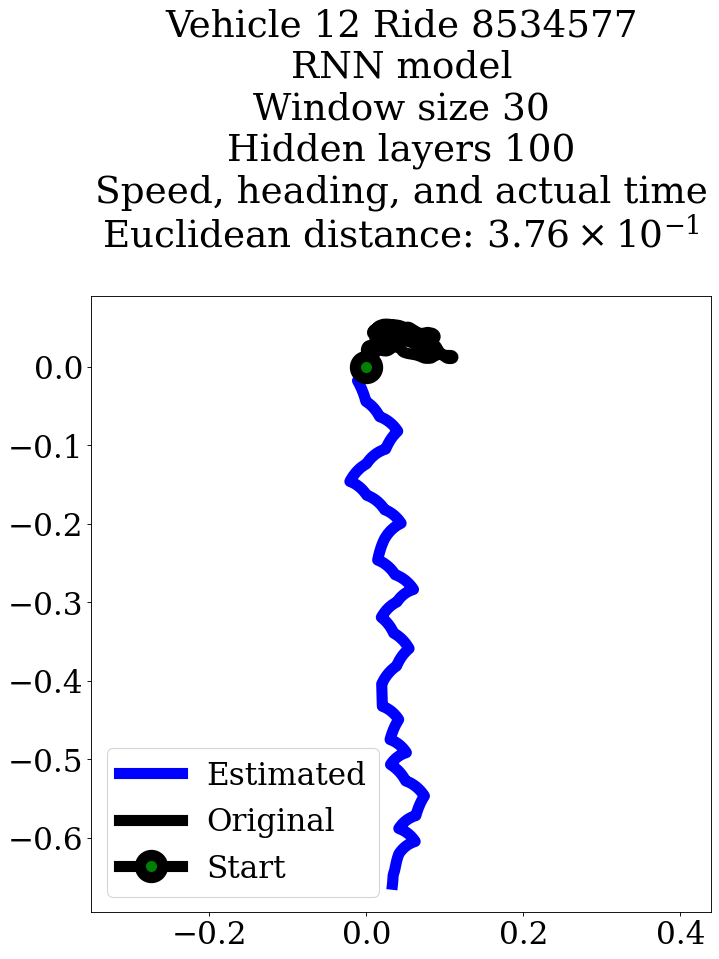 Vehicle 12 Ride 8534577
RNN model
Window size 30
Hidden layers 100
Speed, heading, and actual time
Euclidean distance: 3.76 × 10⁻¹
0.0
−0.1
−0.2
−0.3
−0.4
−0.5
−0.6
Estimated
Original
Start
−0.2 0.0 0.2 0.4